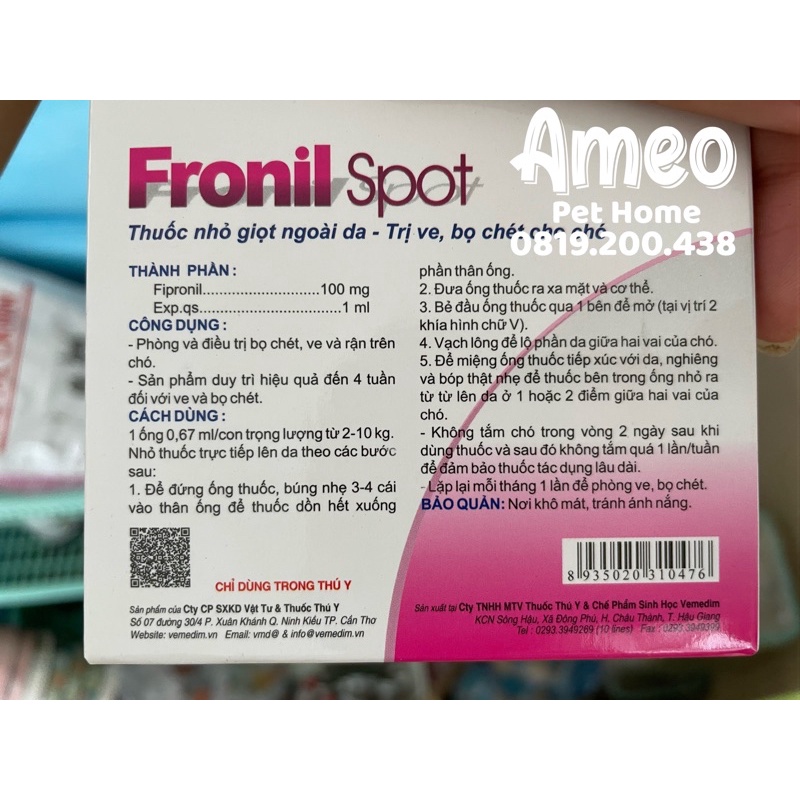 Ameo
Pet Home
0819.200.438
Fronil Spot
Thuốc nhỏ giọt ngoài da - Trị ve, bọ chét cho chó
THÀNH PHẦN :
Fipronil............................100 mg
Exp.qs..................................1 ml
CÔNG DỤNG :
- Phòng và điều trị bọ chét, ve và rận trên
chó.
- Sản phẩm duy trì hiệu quả đến 4 tuần
đối với ve và bọ chét.
CÁCH DÙNG :
1 ống 0,67 ml/con trọng lượng từ 2-10 kg.
Nhỏ thuốc trực tiếp lên da theo các bước
sau:
1. Để đứng ống thuốc, búng nhẹ 3-4 cái
vào thân ống để thuốc dồn hết xuống
phần thân ống.
2. Đưa ống thuốc ra xa mặt và cơ thể.
3. Bẻ đầu ống thuốc qua 1 bên để mở (tại vị trí 2
khía hình chữ V).
4. Vạch lông để lộ phần da giữa hai vai của chó.
5. Để miệng ống thuốc tiếp xúc với da, nghiêng
và bóp thật nhẹ để thuốc bên trong ống nhỏ ra
từ từ lên da ở 1 hoặc 2 điểm giữa hai vai của
chó.
- Không tắm chó trong vòng 2 ngày sau khi
dùng thuốc và sau đó không tắm quá 1 lần/tuần
để đảm bảo thuốc tác dụng lâu dài.
- Lặp lại mỗi tháng 1 lần để phòng ve, bọ chét.
BẢO QUẢN: Nơi khô mát, tránh ánh nắng.
CHỈ DÙNG TRONG THÚ Y
Sản phẩm của Cty CP SXKD Vật Tư & Thuốc Thú Y
Số 07 đường 30/4 P. Xuân Khánh Q. Ninh Kiều TP. Cần Thơ
Website: vemedim.vn Email: vmd@ & info@vemedim.vn
8 935020 310476
Sản xuất tại Cty TNHH MTV Thuốc Thú Y & Chế Phẩm Sinh Học Vemedim
KCN Sông Hậu, Xã Đông Phú, H. Châu Thành, T. Hậu Giang
Tel : 0293.3949269 (10 lines) Fax : 0293.3949399